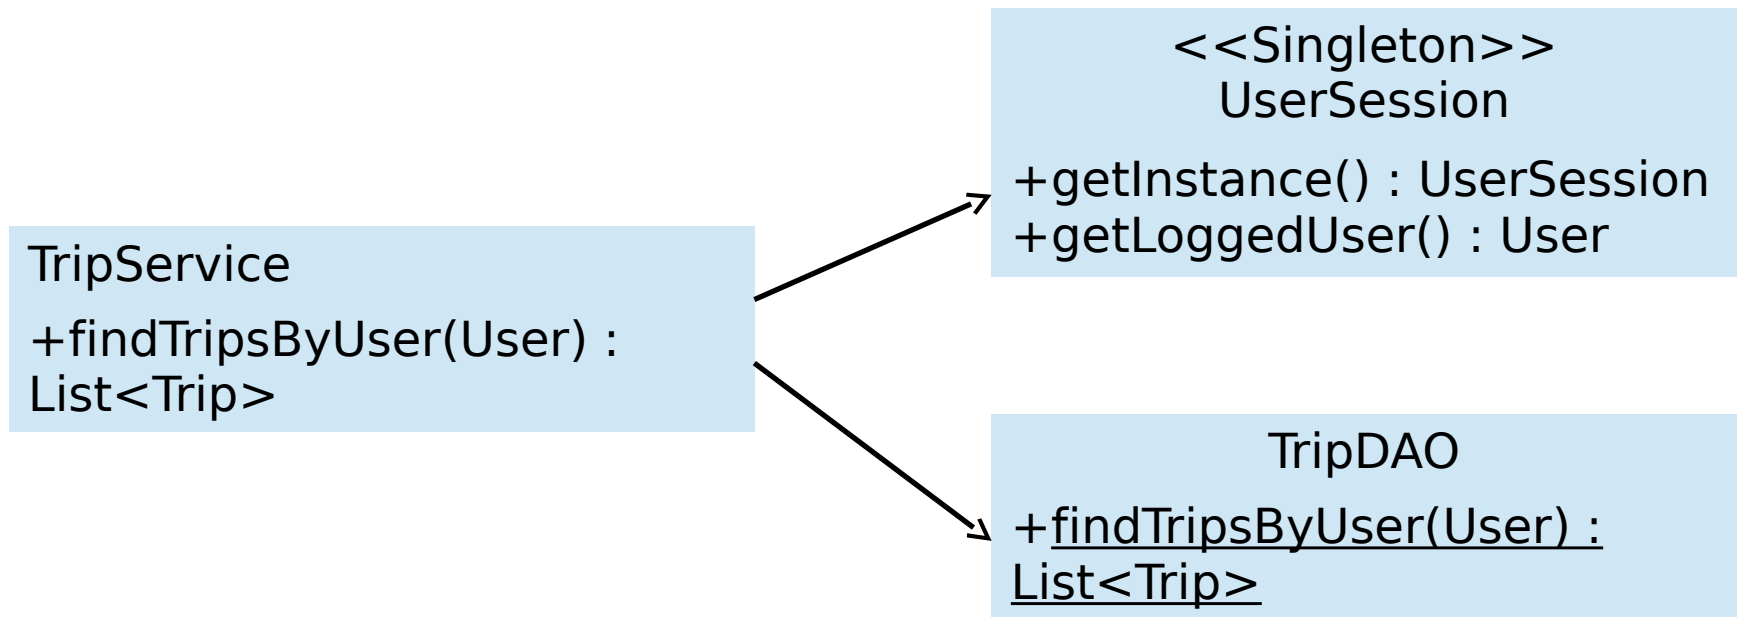 <<Singleton>>
UserSession
+getInstance() : UserSession
+getLoggedUser() : User
TripService
+findTripsByUser(User) :
List<Trip>
TripDAO
+findTripsByUser(User) :
List<Trip>